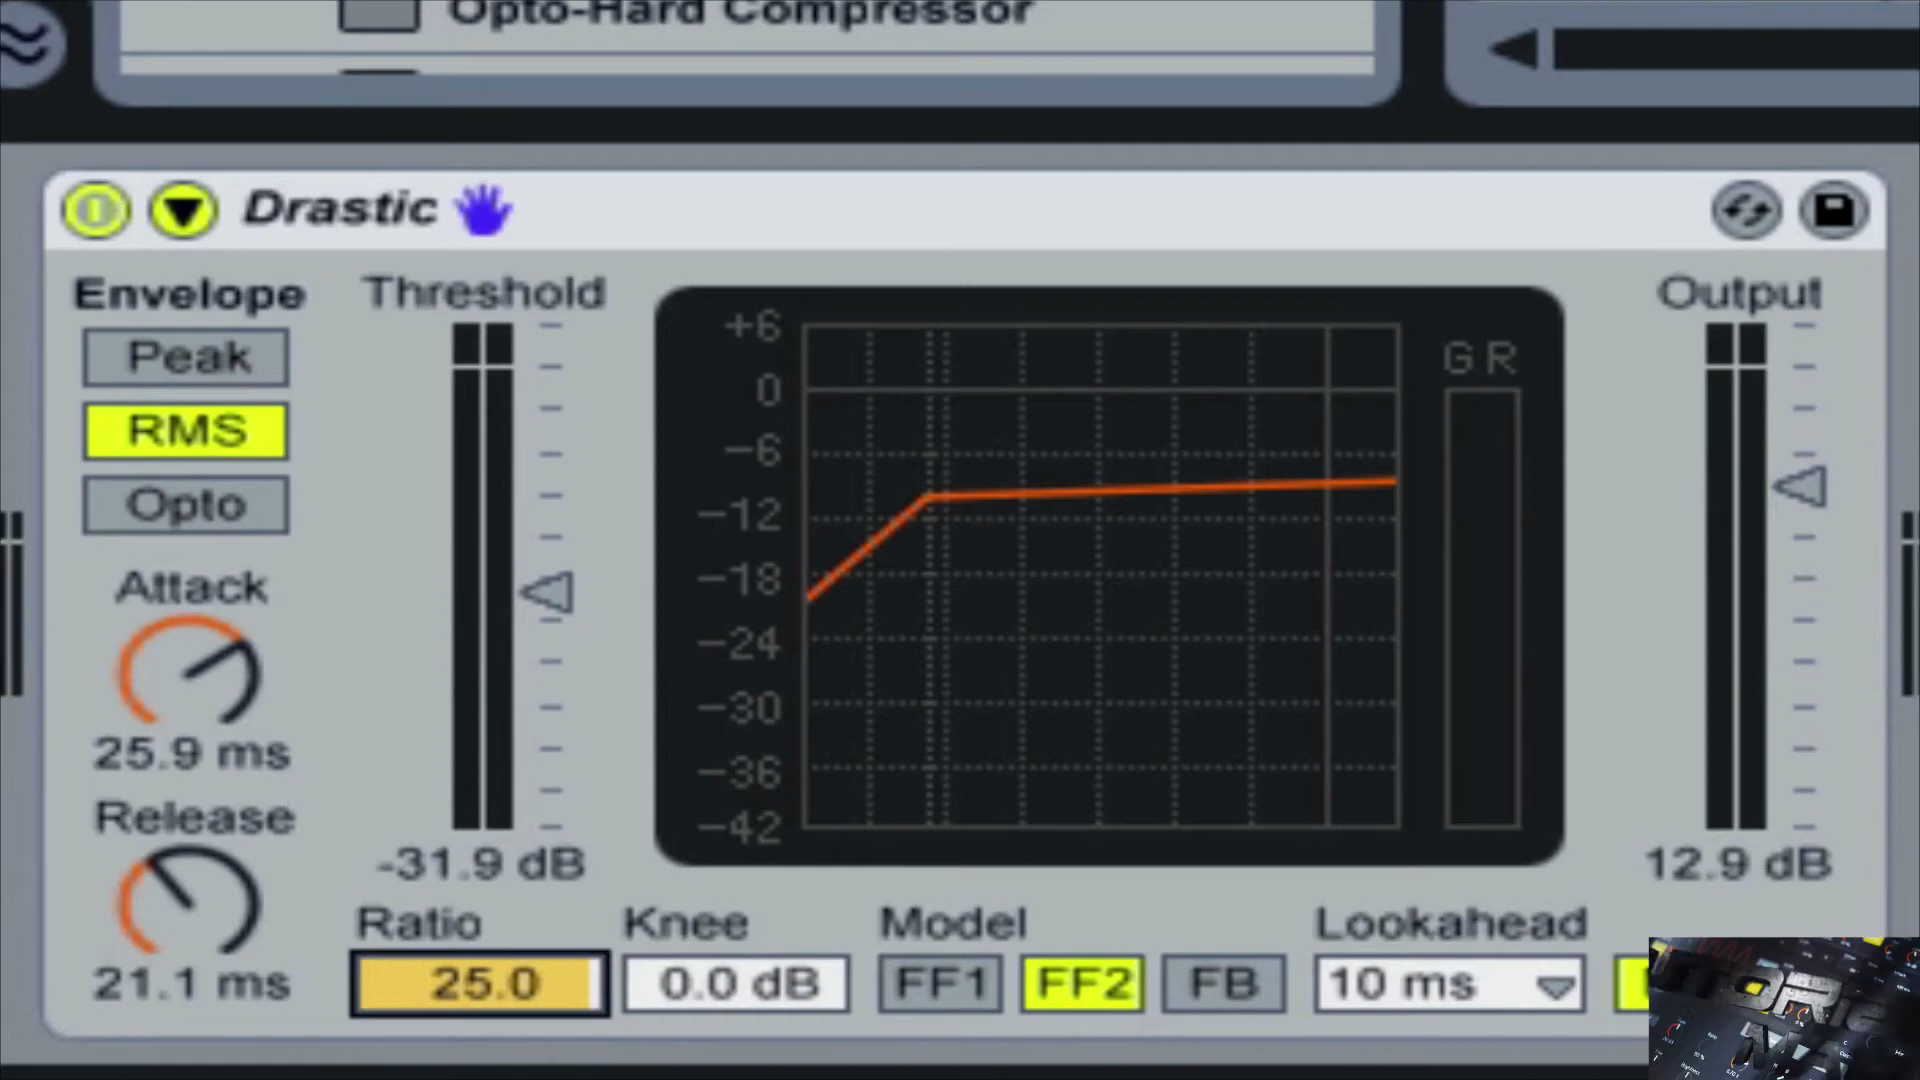 Opto-Hard Compressor
Drastic
Envelope
Threshold
Output
Peak
RMS
Opto
+6
0
-6
-12
-18
-24
-30
-36
-42
GR
Attack
25.9 ms
Release
21.1 ms
-31.9 dB
12.9 dB
Ratio
Knee
Model
Lookahead
25.0
0.0 dB
FF1
FF2
FB
10 ms